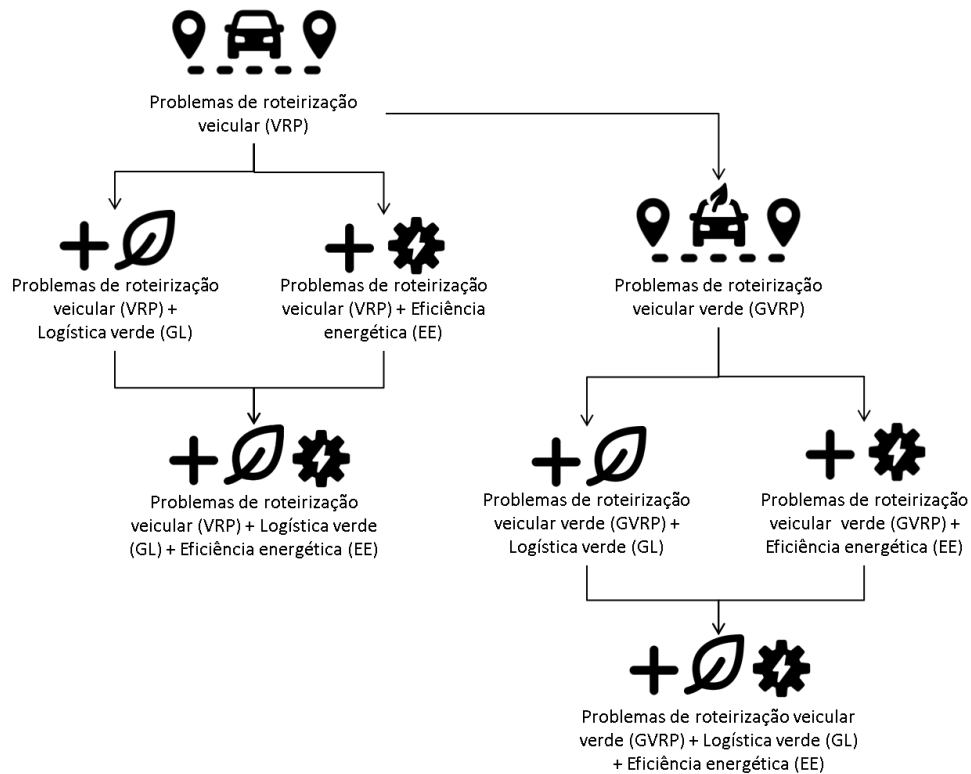 Problemas de roteirização
veicular (VRP)
Problemas de roteirização
veicular (VRP) +
Logística verde (GL)
Problemas de roteirização
veicular (VRP) + Eficiência
energética (EE)
Problemas de roteirização
veicular verde (GVRP)
Problemas de roteirização
veicular (VRP) + Logística verde
(GL) + Eficiência energética (EE)
Problemas de roteirização
veicular verde (GVRP) +
Logística verde (GL)
Problemas de roteirização
veicular verde (GVRP) +
Eficiência energética (EE)
Problemas de roteirização veicular
verde (GVRP) + Logística verde (GL)
+ Eficiência energética (EE)